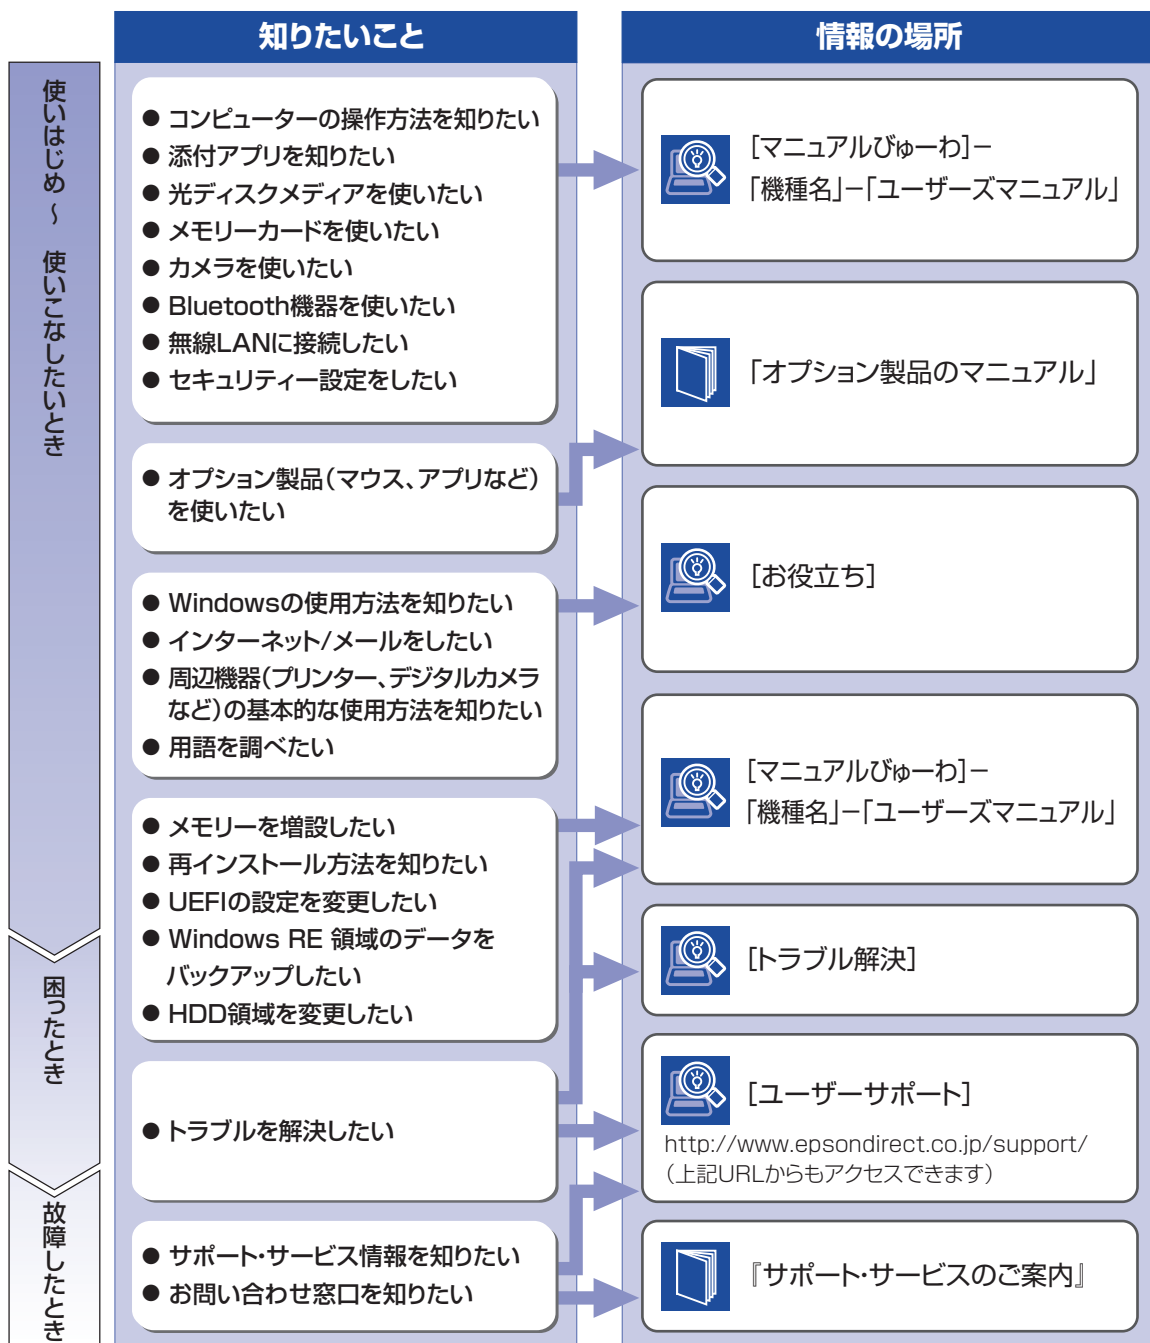 知りたいこと
情報の場所
使いはじめ ～ 使いこなしたいとき
● コンピューターの操作方法を知りたい
● 添付アプリを知りたい
● 光ディスクメディアを使いたい
● メモリーカードを使いたい
● カメラを使いたい
● Bluetooth機器を使いたい
● 無線LANに接続したい
● セキュリティー設定をしたい
［マニュアルびゅーわ］－
「機種名」－「ユーザーズマニュアル」
● オプション製品（マウス、アプリなど）
を使いたい
「オプション製品のマニュアル」
● Windowsの使用方法を知りたい
● インターネット/メールをしたい
● 周辺機器（プリンター、デジタルカメラ
など）の基本的な使用方法を知りたい
● 用語を調べたい
［お役立ち］
● メモリーを増設したい
● 再インストール方法を知りたい
● UEFIの設定を変更したい
● Windows RE 領域のデータを
バックアップしたい
● HDD領域を変更したい
［マニュアルびゅーわ］－
「機種名」－「ユーザーズマニュアル」
困ったとき
● トラブルを解決したい
［トラブル解決］
［ユーザーサポート］
http://www.epsondirect.co.jp/support/
（上記URLからもアクセスできます）
故障したとき
● サポート・サービス情報を知りたい
● お問い合わせ窓口を知りたい
『サポート・サービスのご案内』